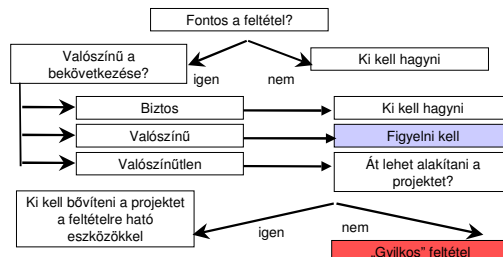 Fontos a feltétel?
Valószínű a
bekövetkezése?
igen
nem
Ki kell hagyni
Biztos
Ki kell hagyni
Valószínű
Figyelni kell
Valószínűtlen
Át lehet alakítani a
projektet?
Ki kell bővíteni a projektet
a feltételre ható
eszközökkel
igen
nem
„Gyilkos” feltétel